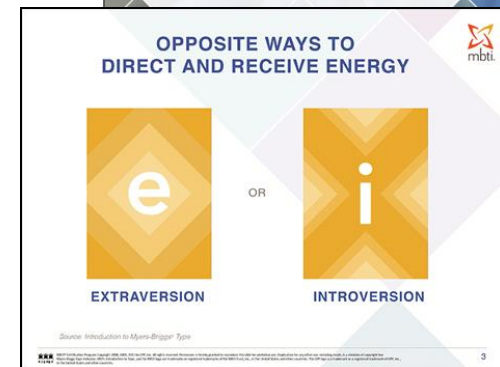 OPPOSITE WAYS TO
DIRECT AND RECEIVE ENERGY
mbti.
e
OR
i
EXTRAVERSION
INTROVERSION
Source: Introduction to Myers-Briggs® Type
3